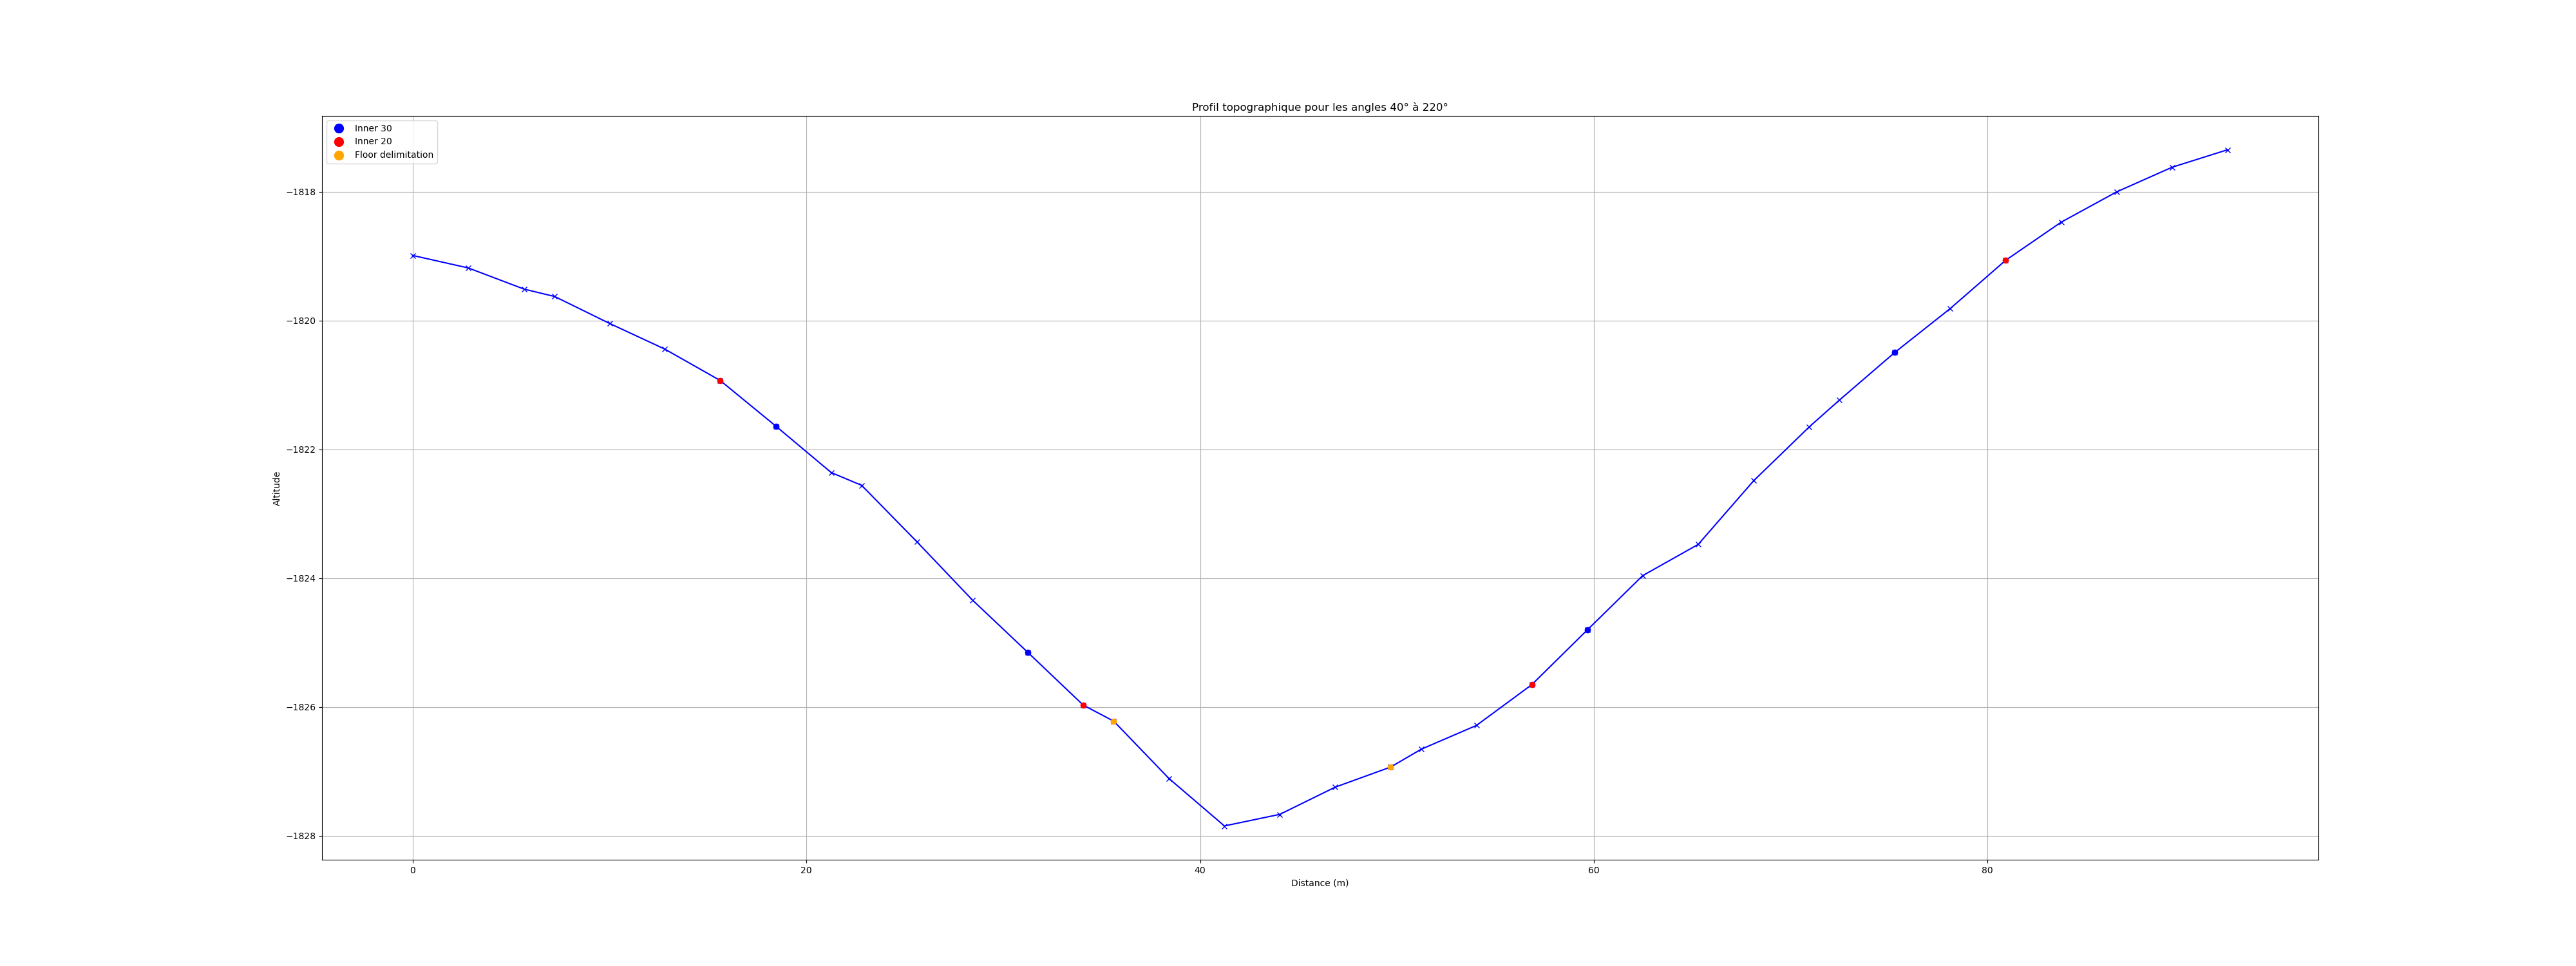 Profil topographique pour les angles 40° à 220°
Inner 30
Inner 20
Floor delimitation
Altitude
−1818
−1820
−1822
−1824
−1826
−1828
0
20
40
60
80
Distance (m)